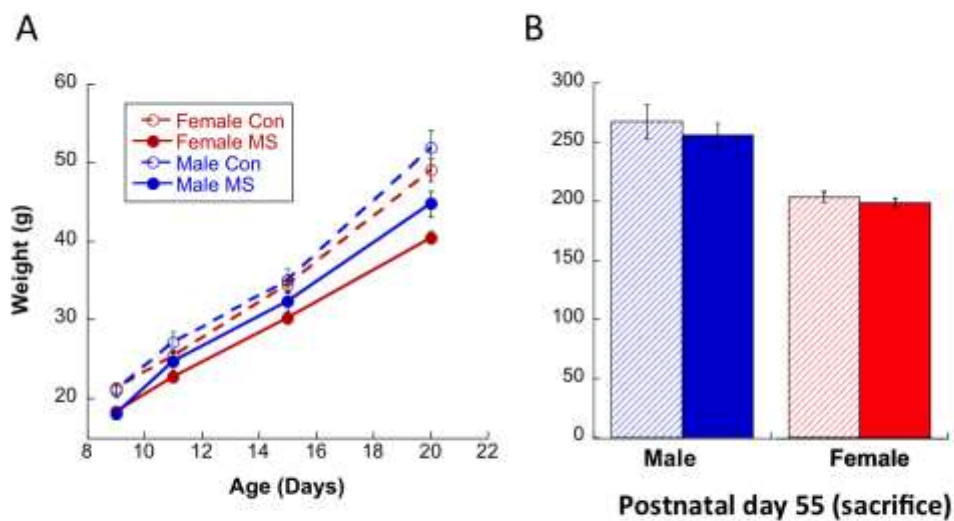 A
B
60
50
40
30
20
Weight (g)
Female Con
Female MS
Male Con
Male MS
8 10 12 14 16 18 20 22
Age (Days)
300
250
200
150
100
50
0
Male Female
Postnatal day 55 (sacrifice)